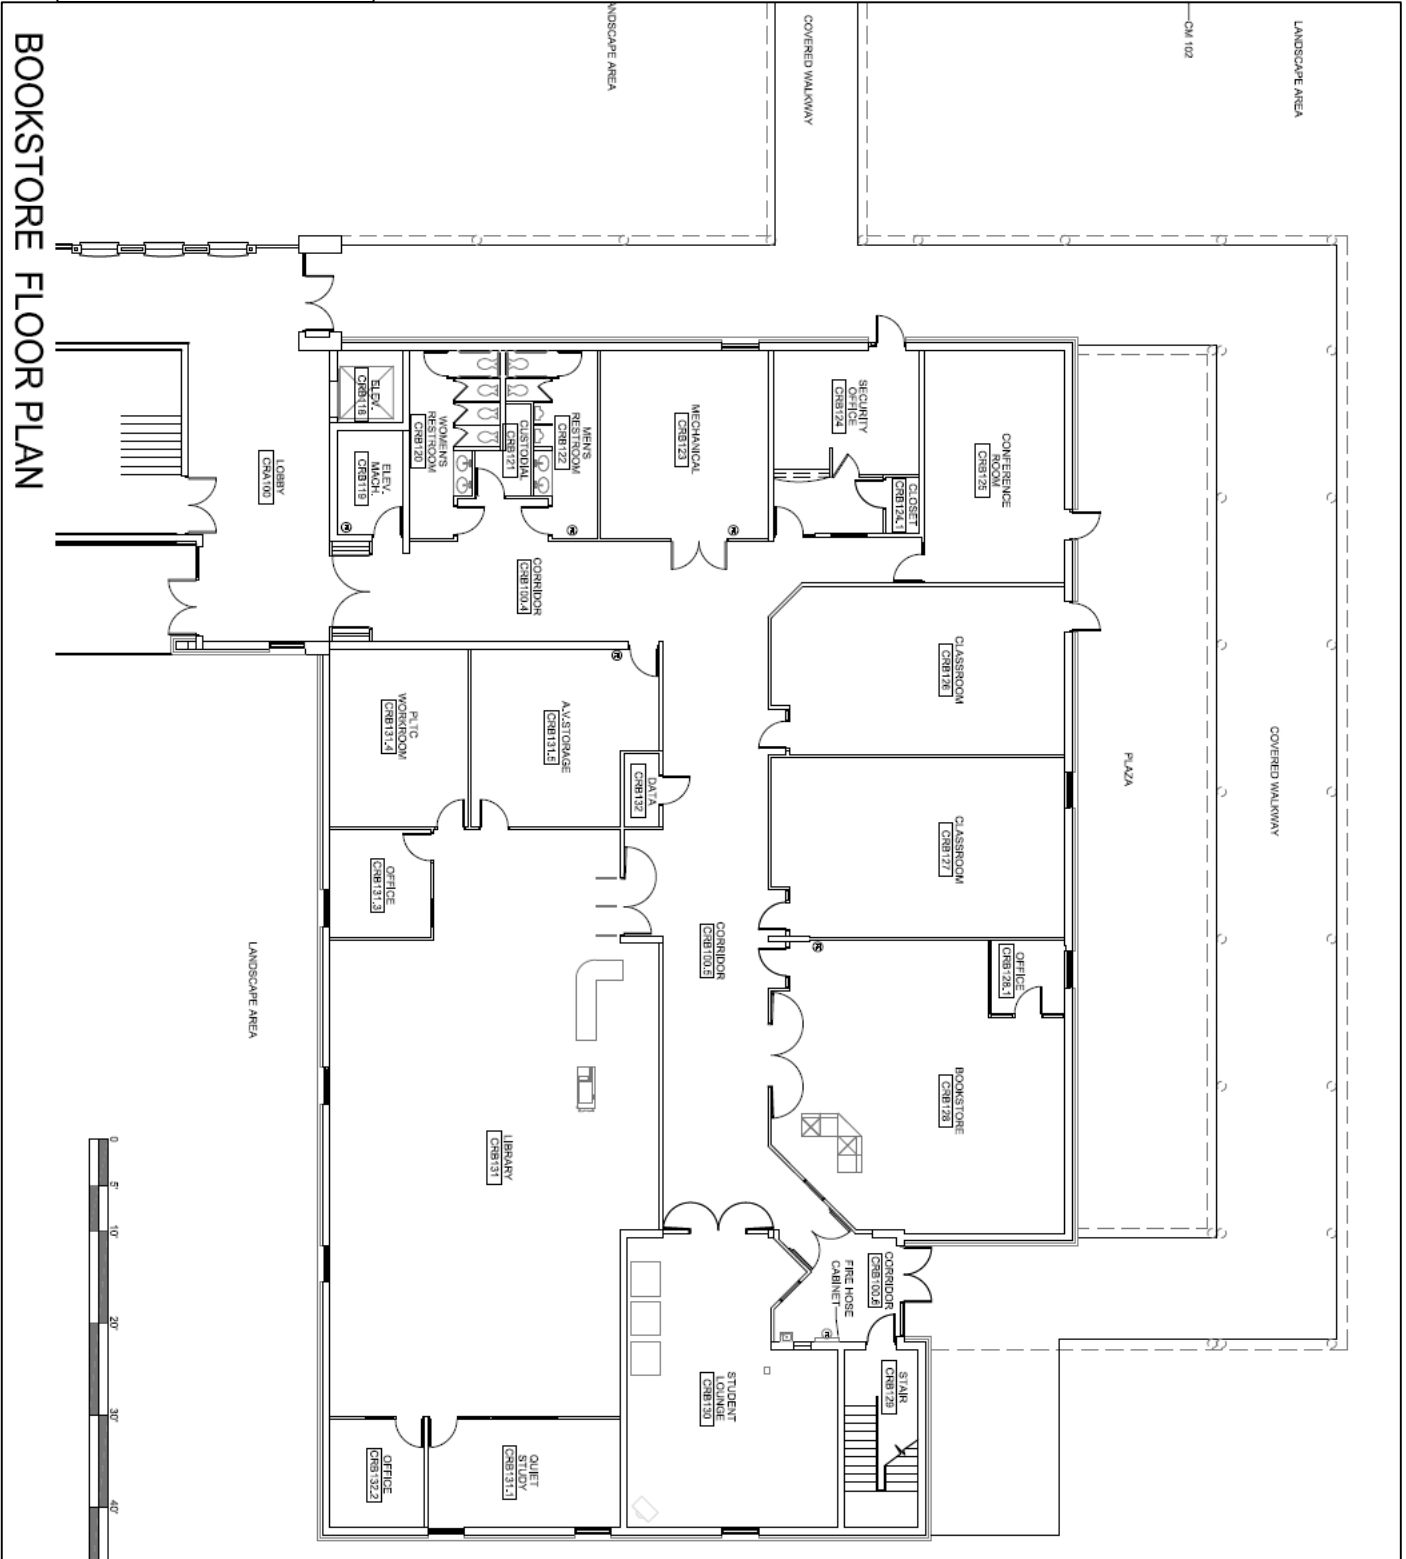 BOOKSTORE FLOOR PLAN
LANDSCAPE AREA
CM 102
COVERED WALKWAY
ANDSCAPE AREA
COVERED WALKWAY
PLAZA
CONFERENCE
ROOM
CRB125
CLOSET
CRB124.1
SECURITY
OFFICE
CRB124
MECHANICAL
CRB123
MEN'S
RESTROOM
CRB122
CUSTODIAL
CRB121
WOMEN'S
RESTROOM
CRB120
ELEV.
CRB118
ELEV.
MACH.
CRB119
LOBBY
CRA100
CORRIDOR
CRB100.4
CLASSROOM
CRB126
CLASSROOM
CRB127
OFFICE
CRB128.1
BOOKSTORE
CRB128
CORRIDOR
CRB100.5
DATA
CRB132
A.V.STORAGE
CRB131.5
PLTC
WORKROOM
CRB131.4
OFFICE
CRB131.3
LANDSCAPE AREA
LIBRARY
CRB131
CORRIDOR
CRB100.6
FIRE HOSE
CABINET
STAIR
CRB129
STUDENT
LOUNGE
CRB130
QUIET
STUDY
CRB131.1
OFFICE
CRB132.2
0
5'
10'
20'
30'
40'